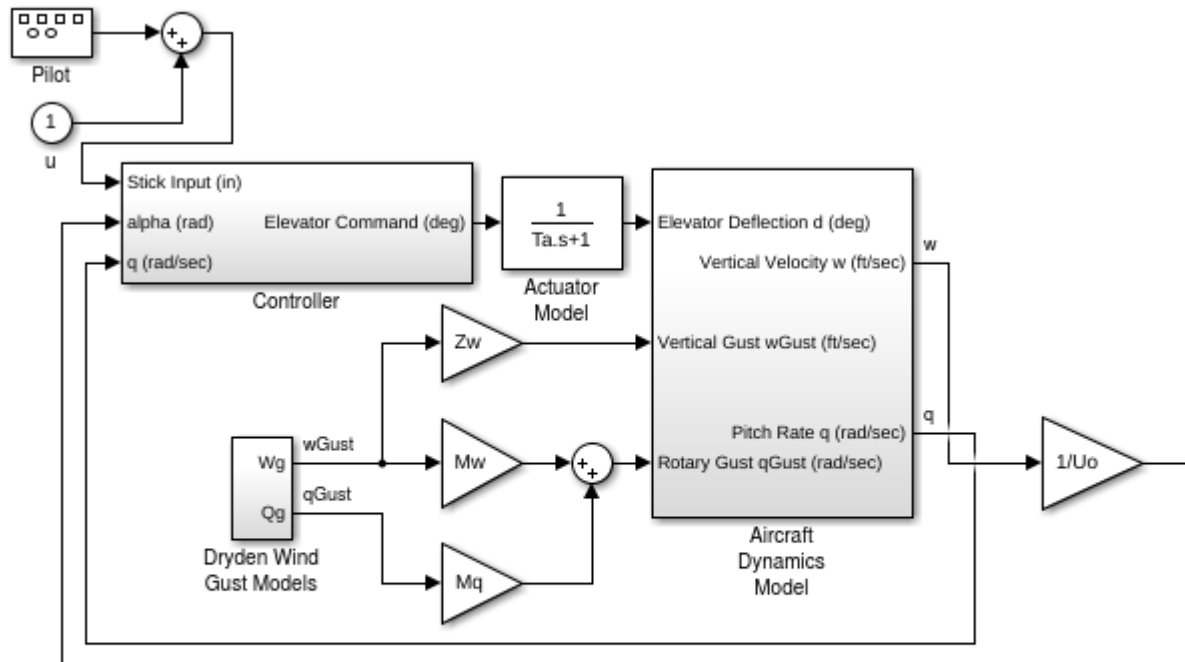 Pilot
1
u
Stick Input (in)
alpha (rad)
Elevator Command (deg)
q (rad/sec)
Controller
1
Ta.s+1
Actuator
Model
Elevator Deflection d (deg)
w
Vertical Velocity w (ft/sec)
Zw
Vertical Gust wGust (ft/sec)
q
Pitch Rate q (rad/sec)
wGust
Wg
Mw
Rotary Gust qGust (rad/sec)
1/Uo
qGust
Qg
Dryden Wind
Gust Models
Mq
Aircraft
Dynamics
Model